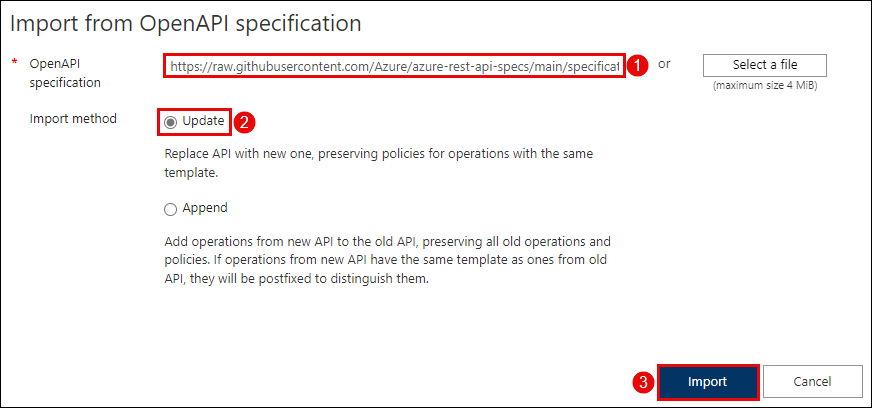 Import from OpenAPI specification
* OpenAPI specification
https://raw.githubusercontent.com/Azure/azure-rest-api-specs/main/specificat
1
or
Select a file
(maximum size 4 MiB)
Import method
Update
2
Replace API with new one, preserving policies for operations with the same
template.
Append
Add operations from new API to the old API, preserving all old operations and
policies. If operations from new API have the same template as ones from old
API, they will be postfixed to distinguish them.
3
Import
Cancel